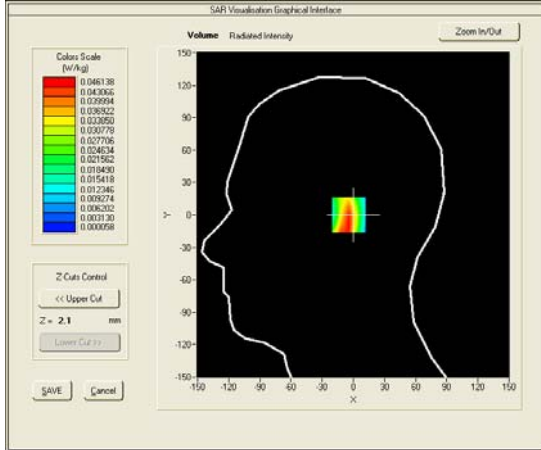 SAR Visualisation Graphical Interface
Volume Radiated Intensity
Zoom In/Out
Colors Scale
(W/kg)
0.046138
0.043066
0.039994
0.036922
0.033850
0.030778
0.027706
0.024634
0.021562
0.018490
0.015418
0.012346
0.009274
0.006202
0.003130
0.000058
Z Cuts Control
<< Upper Cut
Z = 2.1 mm
Lower Cut >>
SAVE Cancel
150
120
90
60
30
0
-30
-60
-90
-120
-150
Y
-150 -120 -90 -60 -30 0 30 60 90 120 150
X